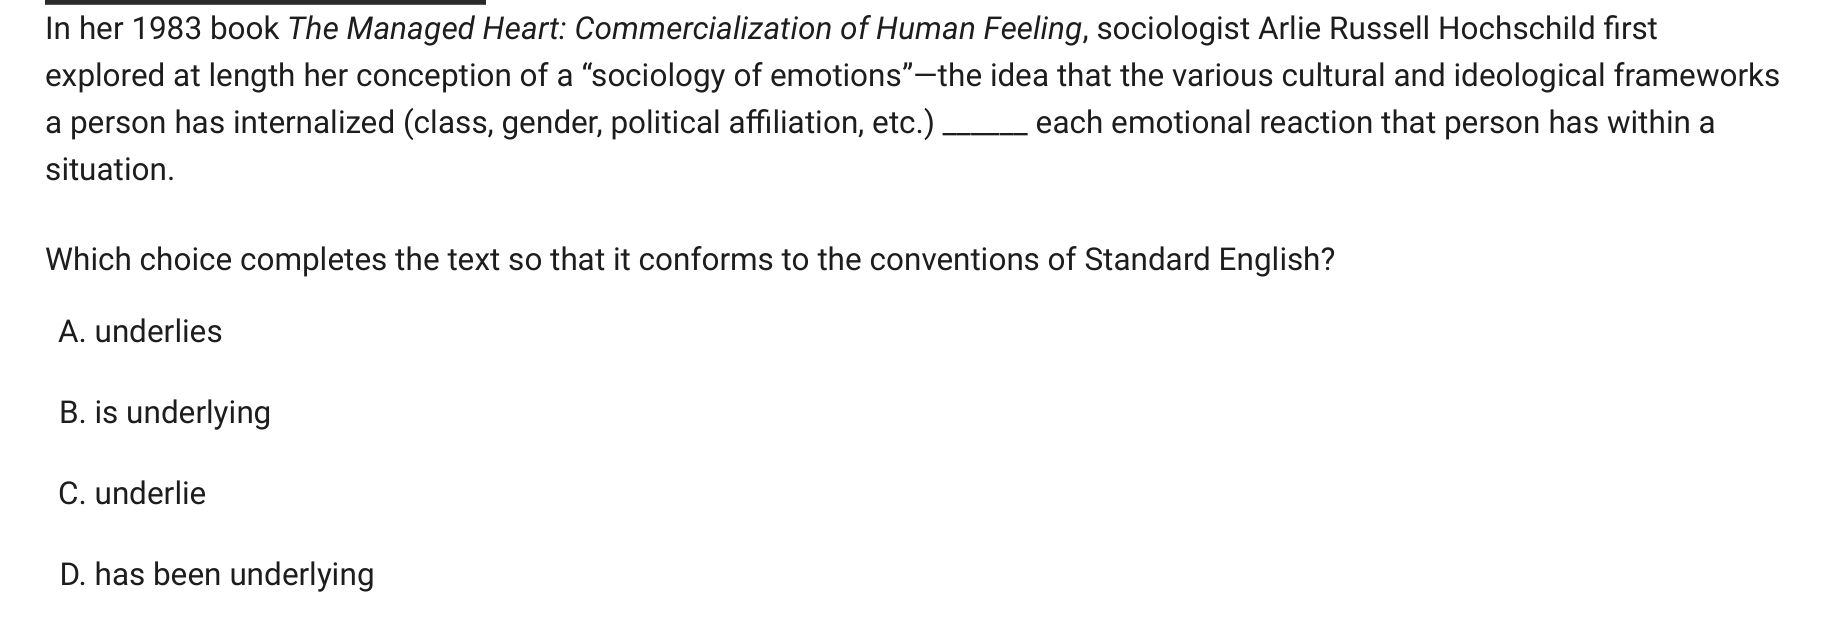 In her 1983 book The Managed Heart: Commercialization of Human Feeling, sociologist Arlie Russell Hochschild first
explored at length her conception of a “sociology of emotions”—the idea that the various cultural and ideological frameworks
a person has internalized (class, gender, political affiliation, etc.) ______ each emotional reaction that person has within a
situation.
Which choice completes the text so that it conforms to the conventions of Standard English?
A. underlies
B. is underlying
C. underlie
D. has been underlying